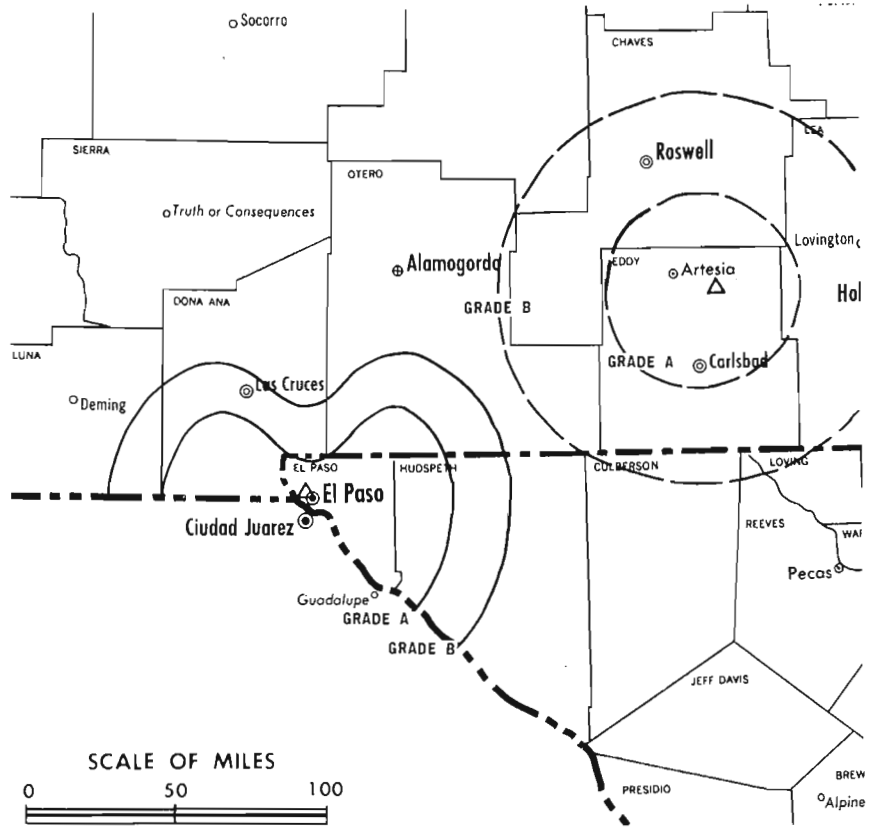 Socorro
CHAVES
LEA
SIERRA
Roswell
OTERO
Truth or Consequences
Lovington
Alamogordo
EDDY
Artesia
DONA ANA
GRADE B
Hol
LUNA
GRADE A
Carlsbad
Las Cruces
Deming
EL PASO
HUDSPETH
CULBERSON
LOVING
El Paso
Ciudad Juarez
REEVES
WAR
Pecas
Guadalupe
GRADE A
GRADE B
JEFF DAVIS
SCALE OF MILES
0 50 100
PRESIDIO
BREW
Alpine